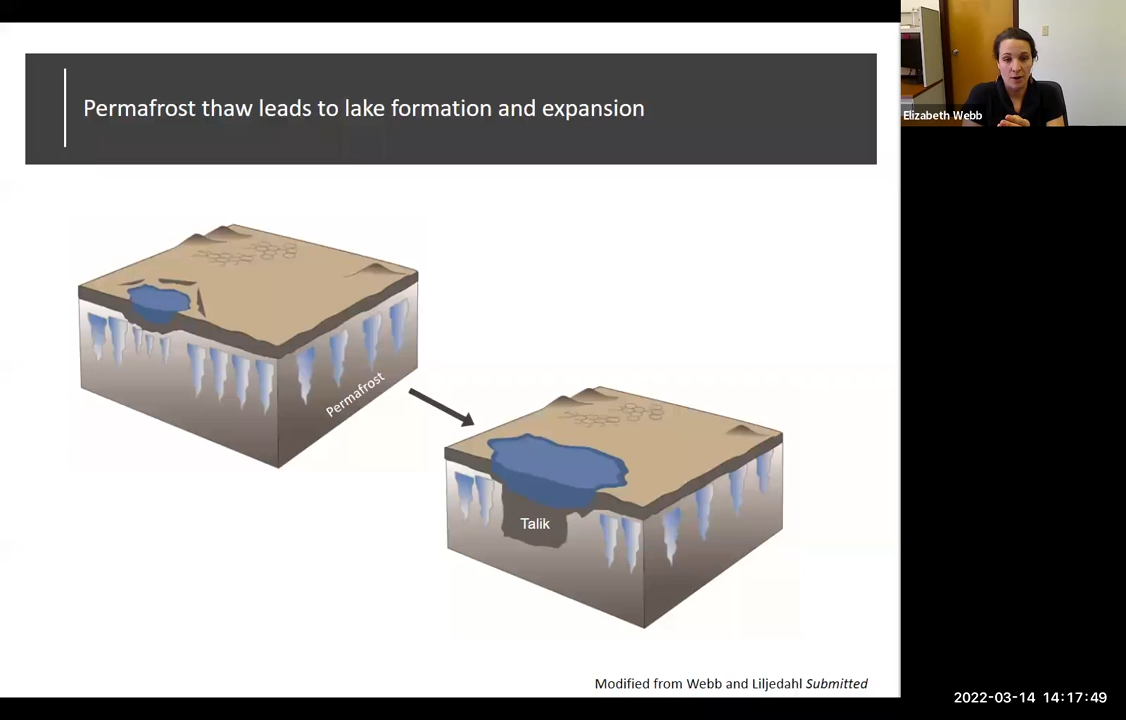 Permafrost thaw leads to lake formation and expansion
Elizabeth Webb
Permafrost
Talik
Modified from Webb and Liljedahl Submitted
2022-03-14 14:17:49